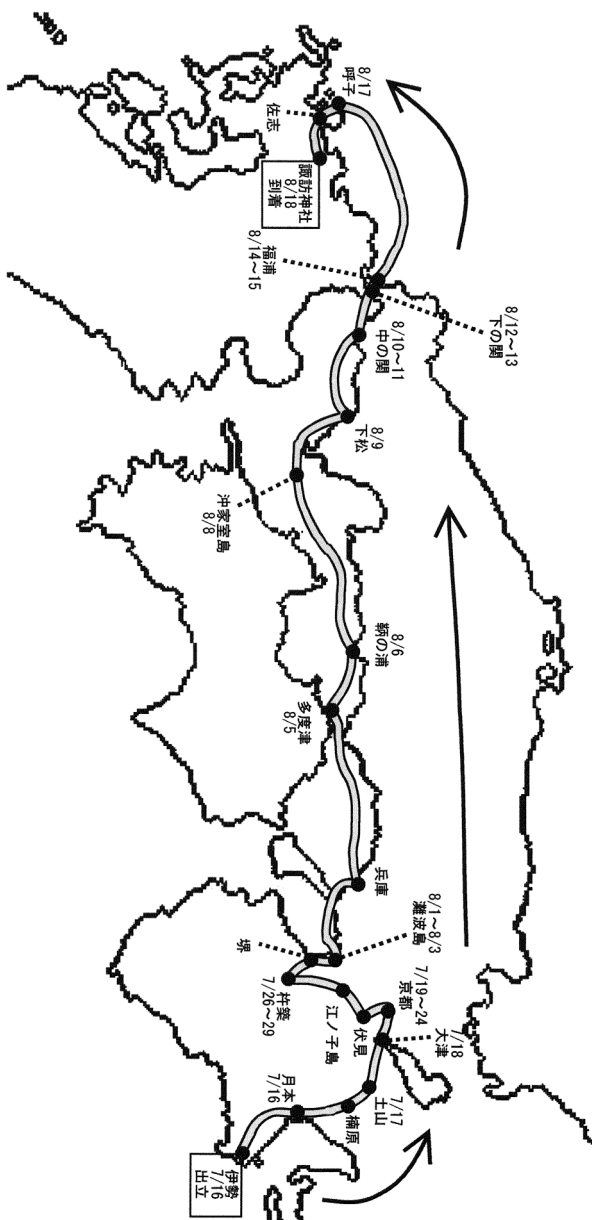 8/17
呼子
佐志
諏訪神社
8/18
到着
福浦
8/14～15
8/12～13
下の関
8/10～11
中の関
8/9
下松
沖家室島
8/8
8/6
鞆の浦
多度津
8/5
兵庫
8/1～8/3
灘波島
堺
杵築
7/26～29
江ノ子島
伏見
7/19～24
京都
7/18
大津
7/17
土山
楠原
月本
7/16
伊勢
7/16
出立